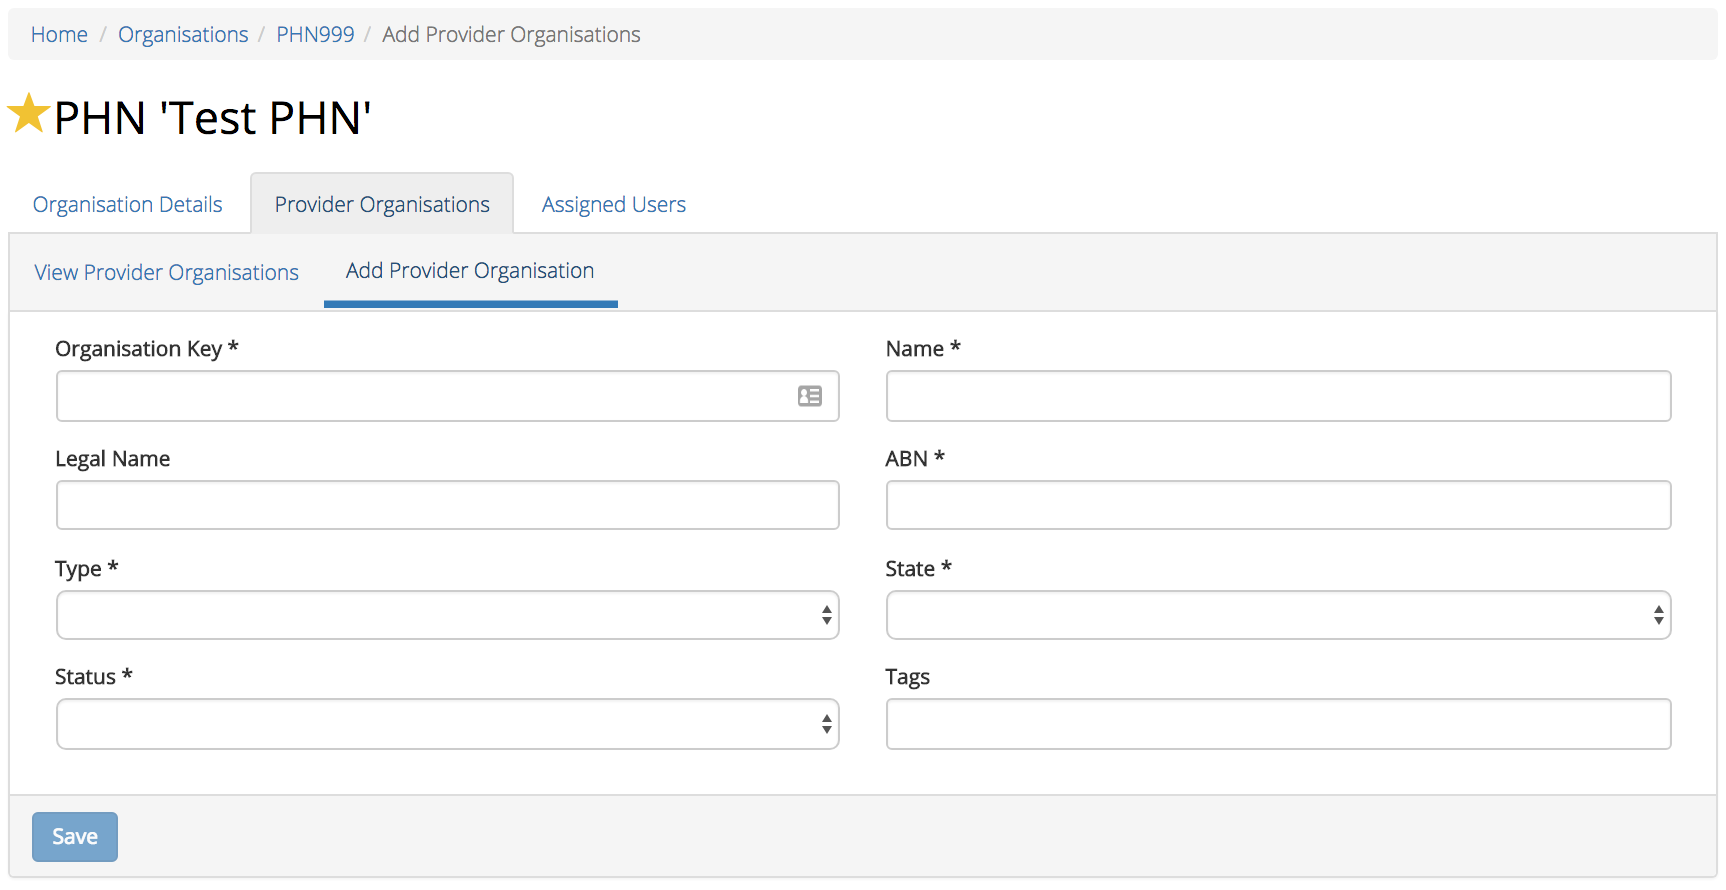 Home / Organisations / PHN999 / Add Provider Organisations
PHN 'Test PHN'
Organisation Details Provider Organisations Assigned Users
View Provider Organisations Add Provider Organisation
Organisation Key * Name *
Legal Name ABN *
Type * State *
Status * Tags
Save